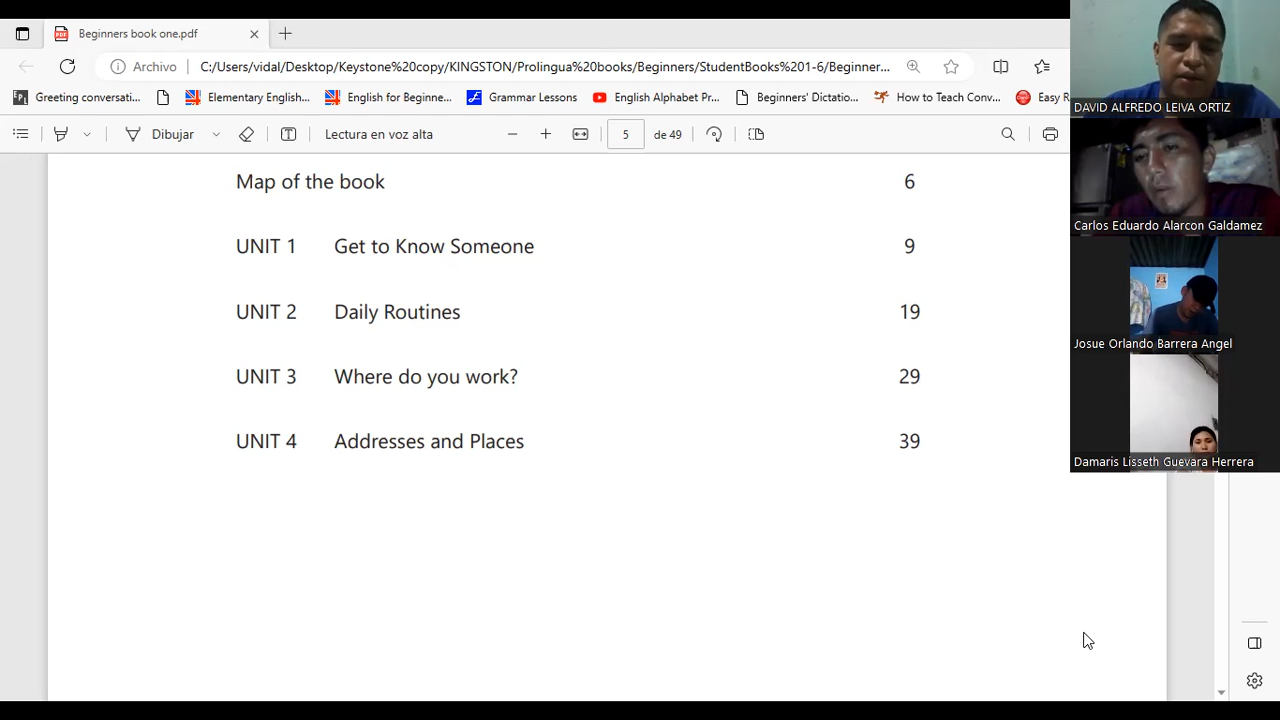 Beginners book one.pdf
Archivo C:/Users/vidal/Desktop/Keystone%20copy/KINGSTON/Prolingua%20books/Beginners/StudentBooks%201-6/Beginner...
Greeting conversati... Elementary English... English for Beginne... Grammar Lessons English Alphabet Pr... Beginners' Dictatio... How to Teach Conv... Easy R
Dibujar Lectura en voz alta 5 de 49
Map of the book 6
UNIT 1 Get to Know Someone 9
UNIT 2 Daily Routines 19
UNIT 3 Where do you work? 29
UNIT 4 Addresses and Places 39
DAVID ALFREDO LEIVA ORTIZ
Carlos Eduardo Alarcon Galdamez
Josue Orlando Barrera Angel
Damaris Lisseth Guevara Herrera